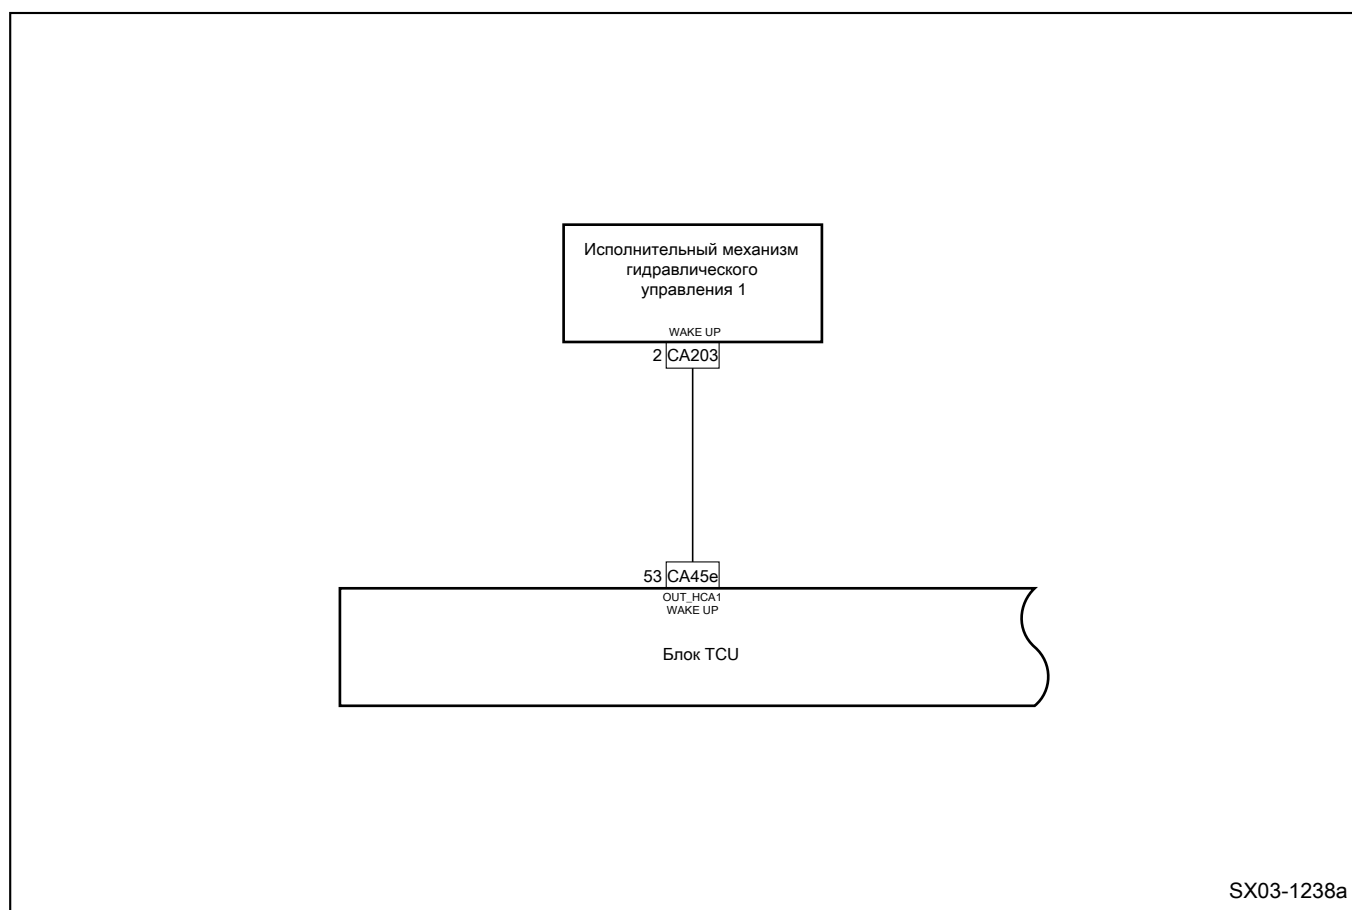 Исполнительный механизм
гидравлического
управления 1
WAKE UP
2 CA203
53 CA45e
OUT_HCA1
WAKE UP
Блок TCU
SX03-1238a